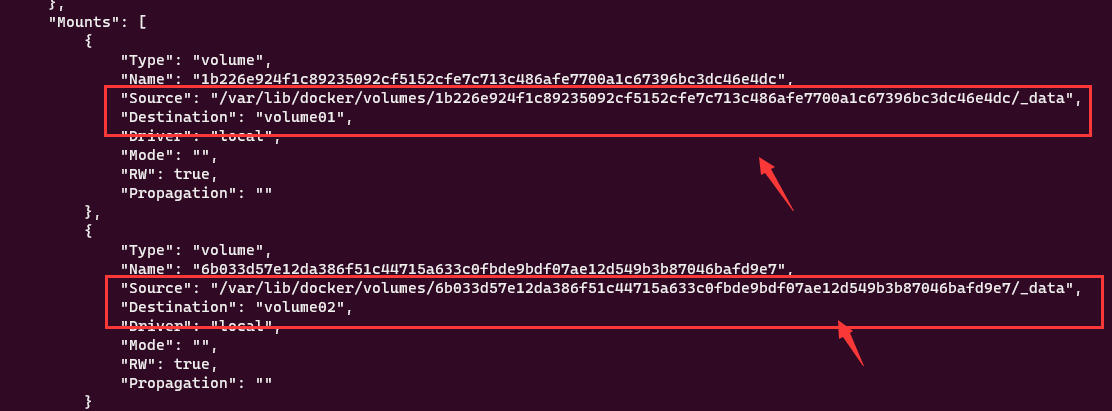 },
"Mounts": [
{
"Type": "volume",
"Name": "1b226e924f1c89235092cf5152cfe7c713c486afe7700a1c67396bc3dc46e4dc",
"Source": "/var/lib/docker/volumes/1b226e924f1c89235092cf5152cfe7c713c486afe7700a1c67396bc3dc46e4dc/_data",
"Destination": "volume01",
"Driver": "local",
"Mode": "",
"RW": true,
"Propagation": ""
},
{
"Type": "volume",
"Name": "6b033d57e12da386f51c44715a633c0fbde9bdf07ae12d549b3b87046bafd9e7",
"Source": "/var/lib/docker/volumes/6b033d57e12da386f51c44715a633c0fbde9bdf07ae12d549b3b87046bafd9e7/_data",
"Destination": "volume02",
"Driver": "local",
"Mode": "",
"RW": true,
"Propagation": ""
}